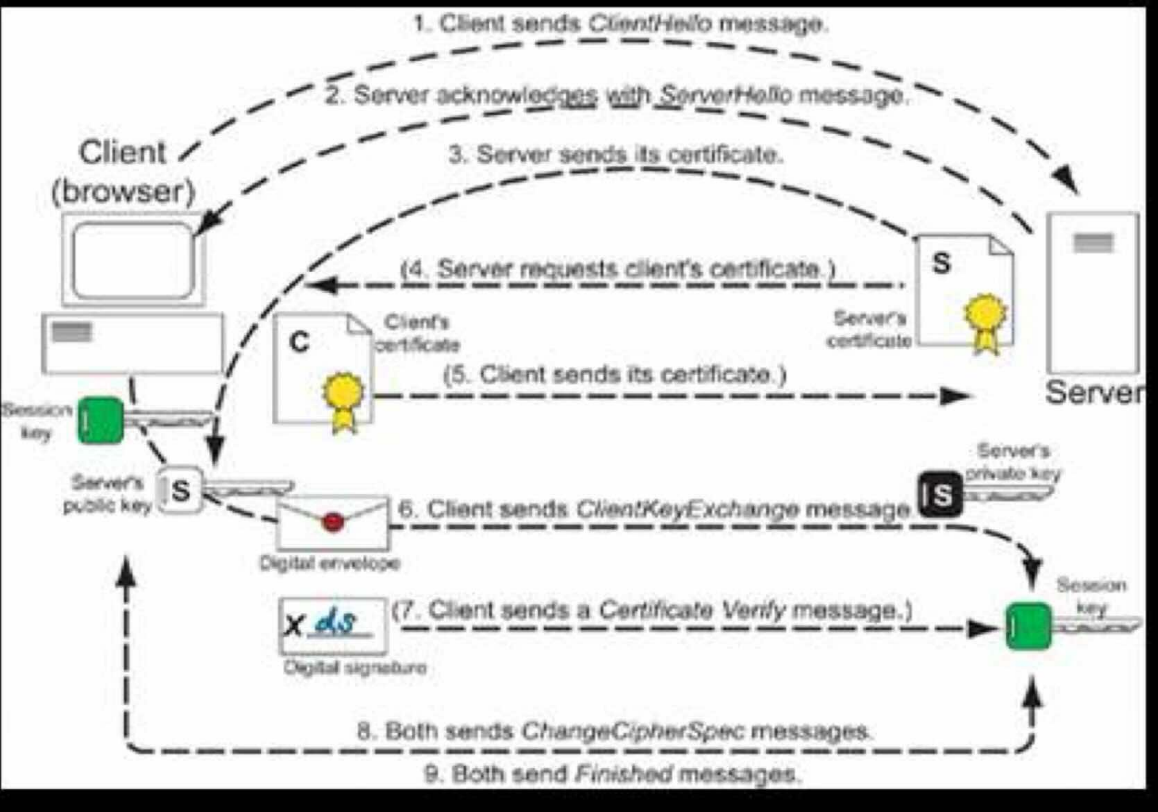 1. Client sends ClientHello message.
2. Server acknowledges with ServerHello message.
Client
(browser)
3. Server sends its certificate.
(4. Server requests client's certificate.)
S
Server's
certificate
C
Client's
certificate
(5. Client sends its certificate.)
Server
Session
key
Server's
public key
S
Server's
private key
S
6. Client sends ClientKeyExchange message.
Digital envelope
Session
key
(7. Client sends a Certificate Verify message.)
x ds
Digital signature
8. Both sends ChangeCipherSpec messages.
9. Both send Finished messages.